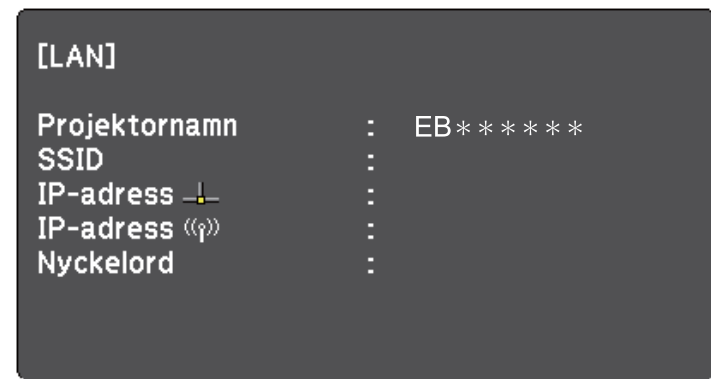 [LAN]
Projektornamn : EB******
SSID :
IP-adress :
IP-adress :
Nyckelord :